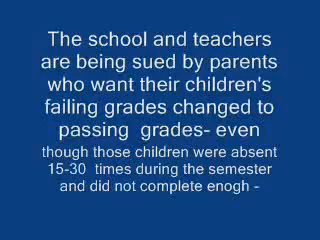 The school and teachers
are being sued by parents
who want their children's
failing grades changed to
passing  grades- even
though those children were absent
15-30  times during the semester
and did not complete enogh -